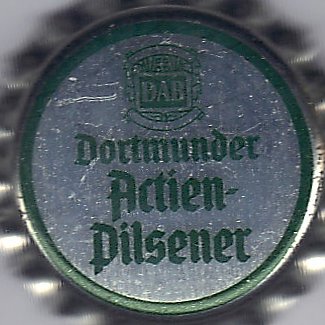 DAB
Dortmunder
Actien-
Pilsener